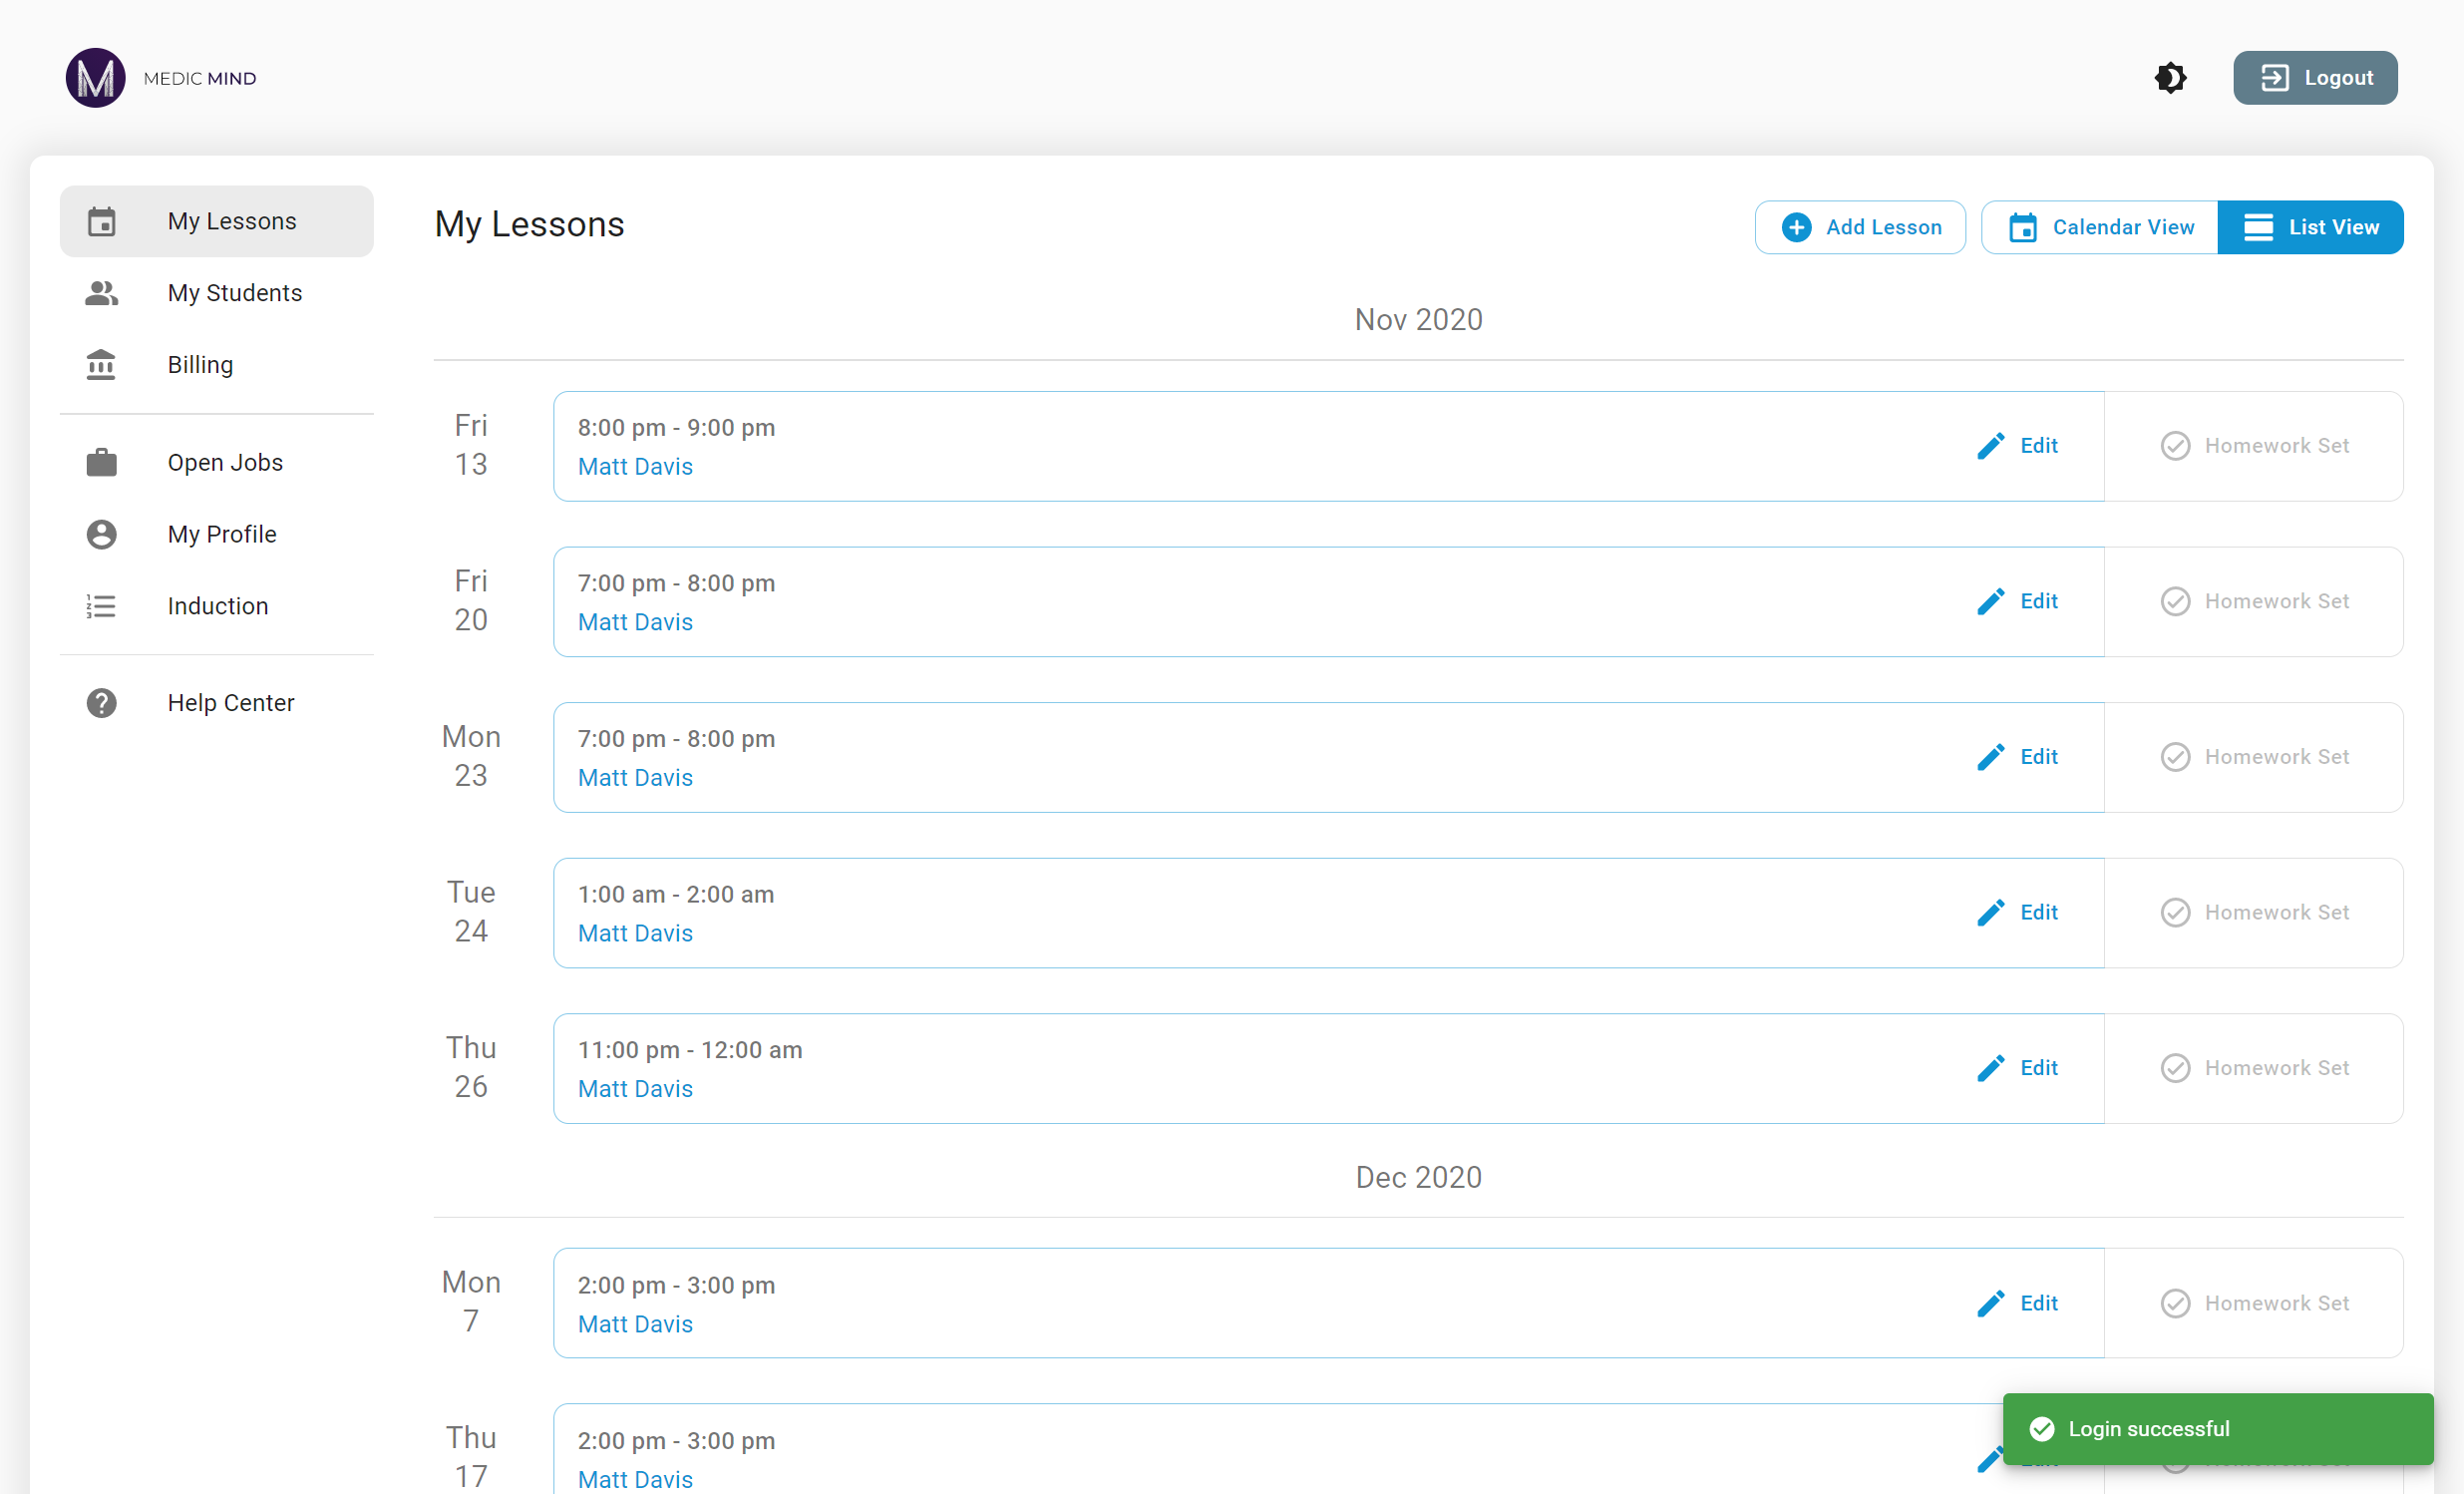 MEDIC MIND
Logout
My Lessons
My Students
Billing
Open Jobs
My Profile
Induction
Help Center
My Lessons
Add Lesson
Calendar View
List View
Nov 2020
Fri
13
8:00 pm - 9:00 pm
Matt Davis
Edit
Homework Set
Fri
20
7:00 pm - 8:00 pm
Matt Davis
Edit
Homework Set
Mon
23
7:00 pm - 8:00 pm
Matt Davis
Edit
Homework Set
Tue
24
1:00 am - 2:00 am
Matt Davis
Edit
Homework Set
Thu
26
11:00 pm - 12:00 am
Matt Davis
Edit
Homework Set
Dec 2020
Mon
7
2:00 pm - 3:00 pm
Matt Davis
Edit
Homework Set
Thu
17
2:00 pm - 3:00 pm
Matt Davis
Login successful